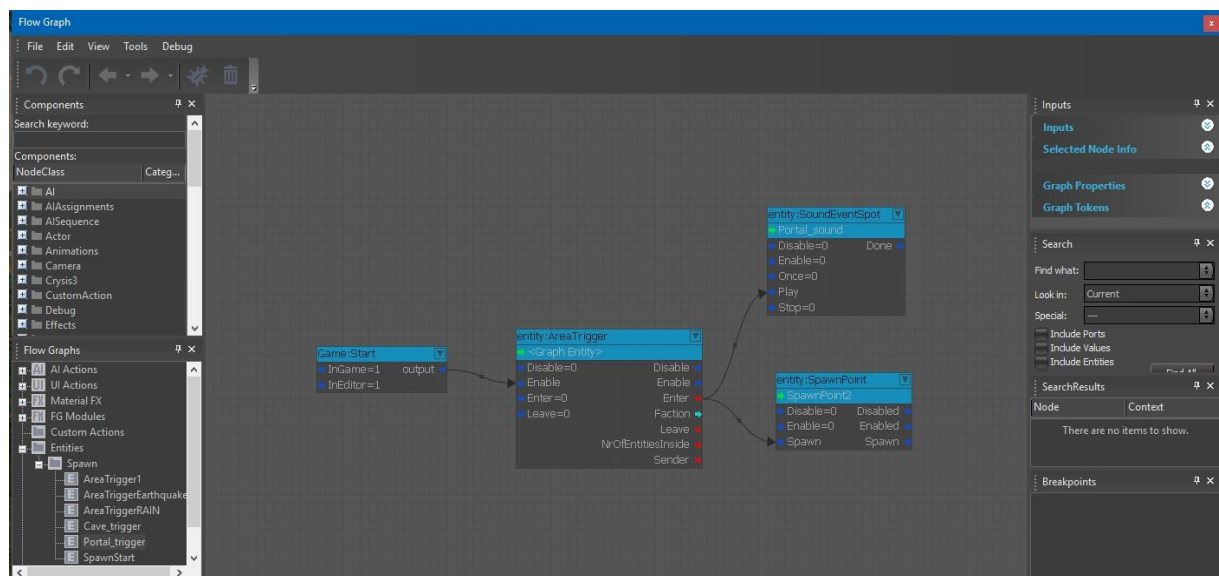 Flow Graph
File Edit View Tools Debug
Components
Search keyword:
Components:
NodeClass Categ...
AI
AIAssignments
AISequence
Actor
Animations
Camera
Crysis3
CustomAction
Debug
Effects
Flow Graphs
AI AI Actions
UI UI Actions
FX Material FX
FG Modules
Custom Actions
Entities
Spawn
E AreaTrigger1
E AreaTriggerEarthquake
E AreaTriggerRAIN
E Cave_trigger
E Portal_trigger
E SpawnStart
Game:Start
InGame=1 output
InEditor=1
entity:AreaTrigger
<Graph Entity>
Disable=0 Disable
Enable Enable
Enter=0 Enter
Leave=0 Faction
Leave
NrOfEntitiesInside
Sender
entity:SoundEventSpot
Portal_sound
Disable=0 Done
Enable=0
Once=0
Play
Stop=0
entity:SpawnPoint
SpawnPoint2
Disable=0 Disabled
Enable=0 Enabled
Spawn Spawn
Inputs
Inputs
Selected Node Info
Graph Properties
Graph Tokens
Search
Find what:
Look in: Current
Special: ---
Include Ports
Include Values
Include Entities
Find All
SearchResults
Node Context
There are no items to show.
Breakpoints